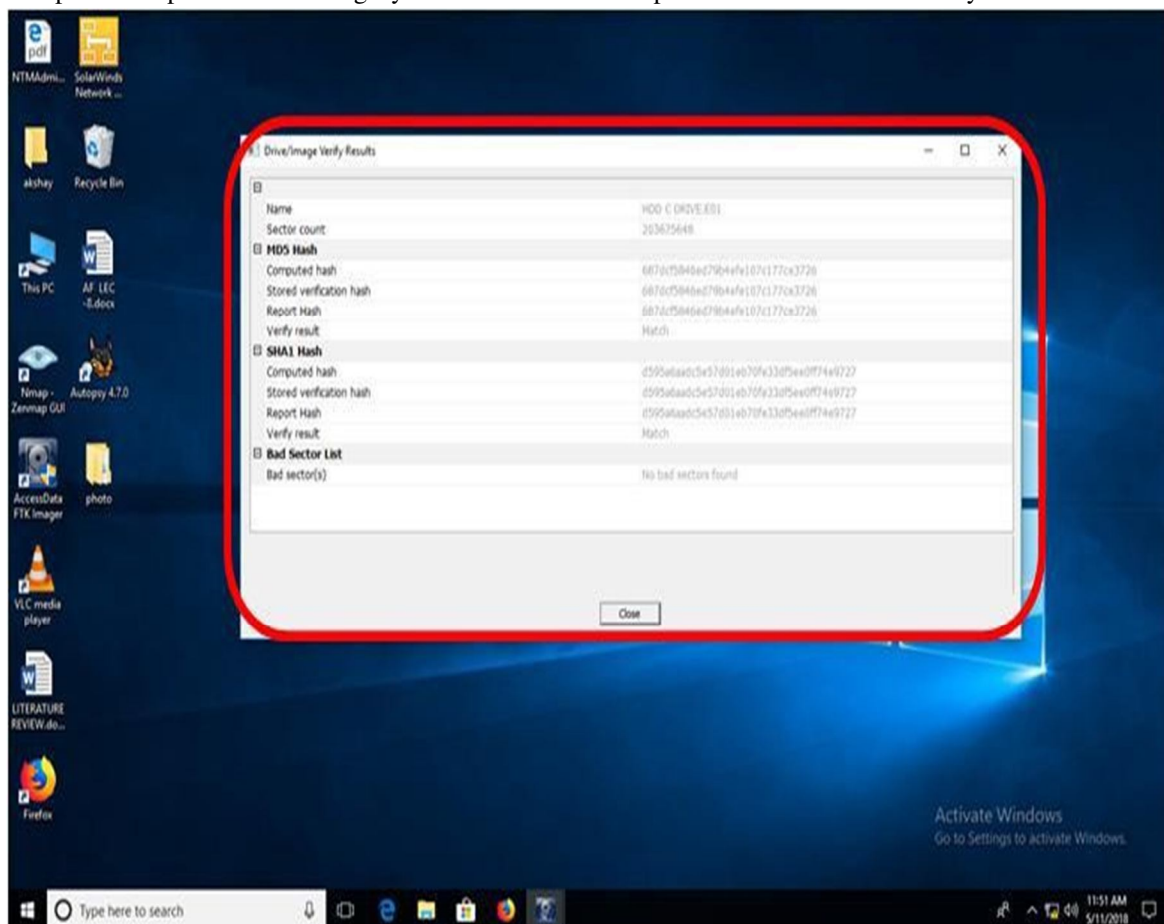 pdf
NTMAdmi...
SolarWinds
Network ...
akshay
Recycle Bin
This PC
AF LEC
-8.docx
Nmap -
Zenmap GUI
Autopsy 4.7.0
AccessData
FTK Imager
photo
VLC media
player
LITERATURE
REVIEW.do...
Firefox
Drive/Image Verify Results
Name HDD C DRIVE.E01
Sector count 203675648
MD5 Hash
Computed hash
Stored verification hash
Report Hash
Verify result Match
SHA1 Hash
Computed hash
Stored verification hash
Report Hash
Verify result Match
Bad Sector List
Bad sector(s) No bad sectors found
Close
Activate Windows
Go to Settings to activate Windows.
Type here to search
11:51 AM
5/11/2018